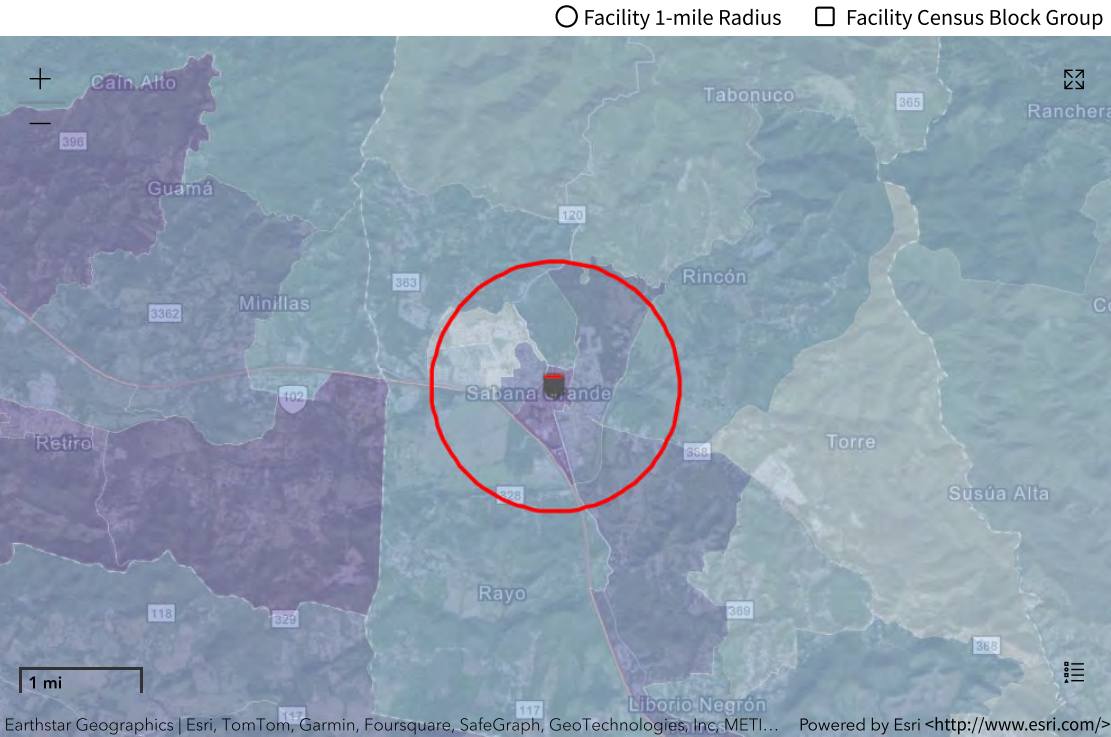 Facility 1-mile Radius
Facility Census Block Group
Caín Alto
Tabonuco
365
Ranchera
396
Guamá
120
363
Rincón
Minillas
3362
102
Sabana Grande
Retiro
388
Torre
328
Susúa Alta
Rayo
118
329
369
368
1 mi
Liborio Negrón
117
117
Earthstar Geographics | Esri, TomTom, Garmin, Foursquare, SafeGraph, GeoTechnologies, Inc, METI...
Powered by Esri <http://www.esri.com/>